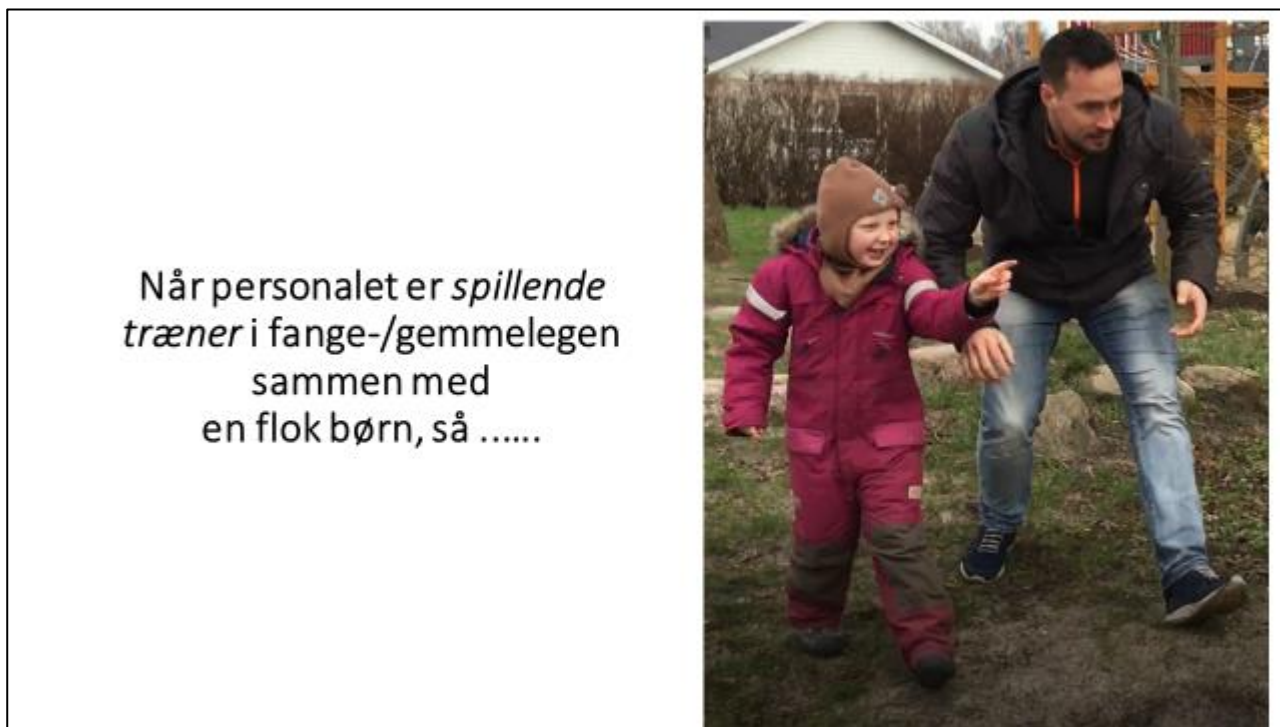 Når personalet er spillende
træner i fange-/gemmelegen
sammen med
en flok børn, så ......